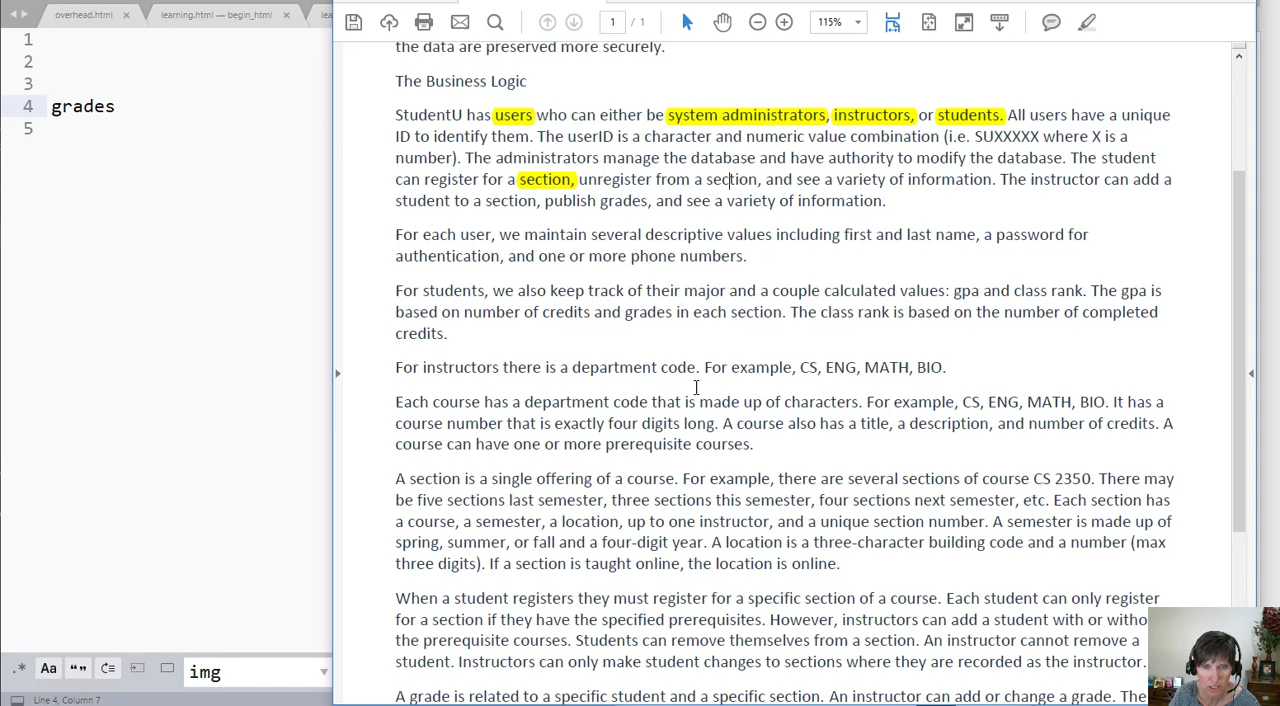 overhead.html ×
learning.html — begin_html ×
1
2
3
4 grades
5
.* Aa “” img
Line 4, Column 7
1 / 1
115%
the data are preserved more securely.
The Business Logic
StudentU has users who can either be system administrators, instructors, or students. All users have a unique
ID to identify them. The userID is a character and numeric value combination (i.e. SUXXXXX where X is a
number). The administrators manage the database and have authority to modify the database. The student
can register for a section, unregister from a section, and see a variety of information. The instructor can add a
student to a section, publish grades, and see a variety of information.
For each user, we maintain several descriptive values including first and last name, a password for
authentication, and one or more phone numbers.
For students, we also keep track of their major and a couple calculated values: gpa and class rank. The gpa is
based on number of credits and grades in each section. The class rank is based on the number of completed
credits.
For instructors there is a department code. For example, CS, ENG, MATH, BIO.
Each course has a department code that is made up of characters. For example, CS, ENG, MATH, BIO. It has a
course number that is exactly four digits long. A course also has a title, a description, and number of credits. A
course can have one or more prerequisite courses.
A section is a single offering of a course. For example, there are several sections of course CS 2350. There may
be five sections last semester, three sections this semester, four sections next semester, etc. Each section has
a course, a semester, a location, up to one instructor, and a unique section number. A semester is made up of
spring, summer, or fall and a four-digit year. A location is a three-character building code and a number (max
three digits). If a section is taught online, the location is online.
When a student registers they must register for a specific section of a course. Each student can only register
for a section if they have the specified prerequisites. However, instructors can add a student with or witho
the prerequisite courses. Students can remove themselves from a section. An instructor cannot remove a
student. Instructors can only make student changes to sections where they are recorded as the instructor.
A grade is related to a specific student and a specific section. An instructor can add or change a grade. The